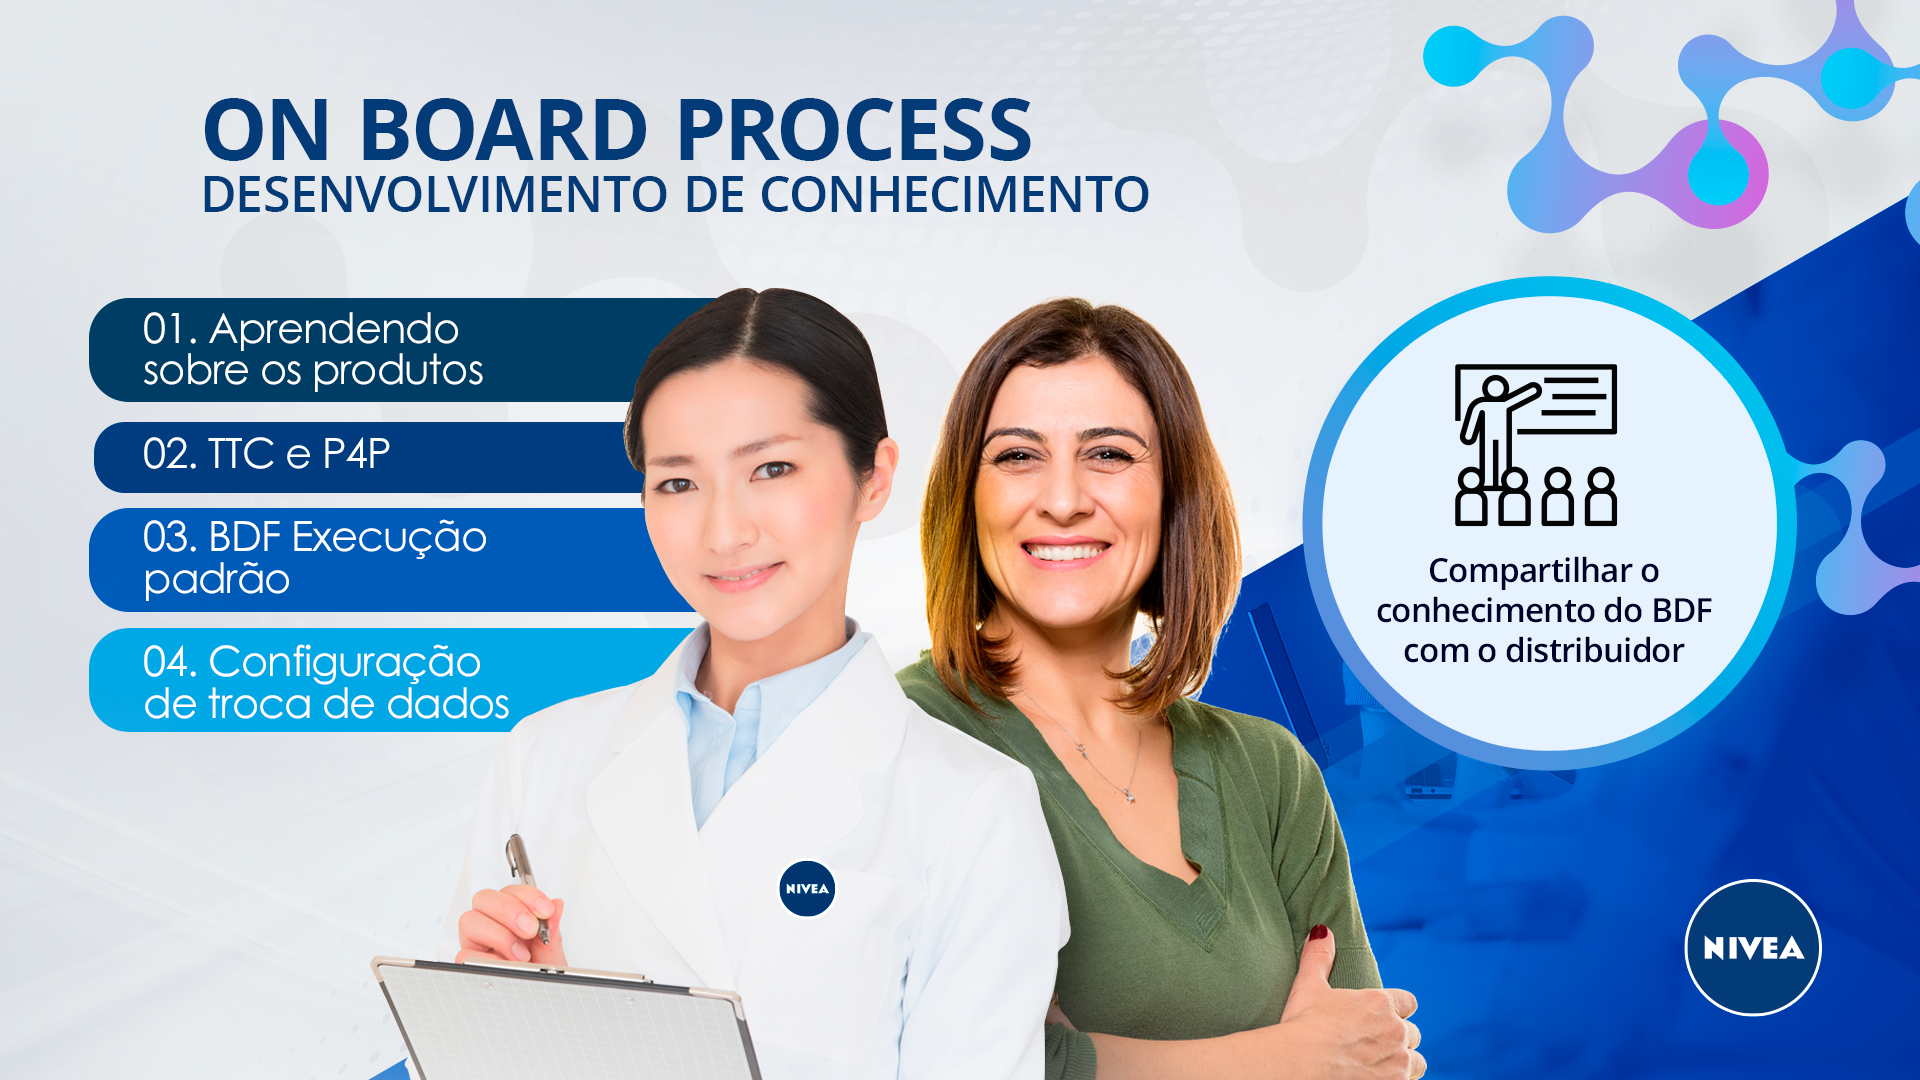 ON BOARD PROCESS
DESENVOLVIMENTO DE CONHECIMENTO
01. Aprendendo
sobre os produtos
02. TTC e P4P
03. BDF Execução
padrão
04. Configuração
de troca de dados
Compartilhar o
conhecimento do BDF
com o distribuidor
NIVEA
NIVEA